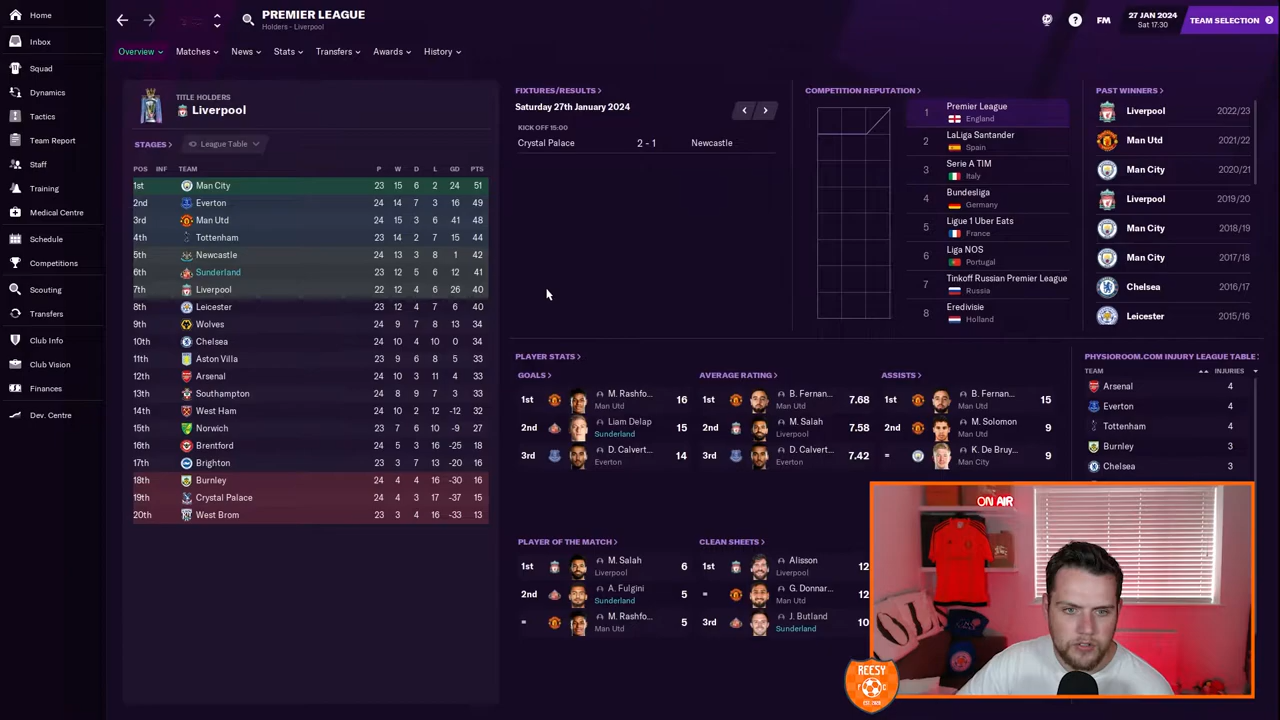 Home
Inbox
Squad
Dynamics
Tactics
Team Report
Staff
Training
Medical Centre
Schedule
Competitions
Scouting
Transfers
Club Info
Club Vision
Finances
Dev. Centre
PREMIER LEAGUE
Holders - Liverpool
FM
27 JAN 2024
Sat 17:30
TEAM SELECTION
Overview
Matches
News
Stats
Transfers
Awards
History
TITLE HOLDERS
Liverpool
STAGES
League Table
POS INF TEAM P W D L GD PTS
1st Man City 23 15 6 2 24 51
2nd Everton 24 14 7 3 16 49
3rd Man Utd 24 15 3 6 41 48
4th Tottenham 23 14 2 7 15 44
5th Newcastle 24 13 3 8 1 42
6th Sunderland 23 12 5 6 12 41
7th Liverpool 22 12 4 6 26 40
8th Leicester 23 12 4 7 6 40
9th Wolves 24 9 7 8 13 34
10th Chelsea 24 10 4 10 0 34
11th Aston Villa 23 9 6 8 5 33
12th Arsenal 24 10 3 11 4 33
13th Southampton 24 8 9 7 3 33
14th West Ham 24 10 2 12 -12 32
15th Norwich 23 7 6 10 -9 27
16th Brentford 24 5 3 16 -25 18
17th Brighton 23 3 7 13 -20 16
18th Burnley 24 4 4 16 -30 16
19th Crystal Palace 24 4 3 17 -37 15
20th West Brom 23 3 4 16 -33 13
FIXTURES/RESULTS
Saturday 27th January 2024
KICK OFF 15:00
Crystal Palace 2 - 1 Newcastle
COMPETITION REPUTATION
1 Premier League
England
2 LaLiga Santander
Spain
3 Serie A TIM
Italy
4 Bundesliga
Germany
5 Ligue 1 Uber Eats
France
6 Liga NOS
Portugal
7 Tinkoff Russian Premier League
Russia
8 Eredivisie
Holland
PAST WINNERS
Liverpool 2022/23
Man Utd 2021/22
Man City 2020/21
Liverpool 2019/20
Man City 2018/19
Man City 2017/18
Chelsea 2016/17
Leicester 2015/16
PLAYER STATS
GOALS
1st M. Rashfo... 16
Man Utd
2nd Liam Delap 15
Sunderland
3rd D. Calvert... 14
Everton
AVERAGE RATING
1st B. Fernan... 7.68
Man Utd
2nd M. Salah 7.58
Liverpool
3rd D. Calvert... 7.42
Everton
ASSISTS
1st B. Fernan... 15
Man Utd
2nd M. Solomon 9
Man Utd
= K. De Bruy... 9
Man City
PHYSIOROOM.COM INJURY LEAGUE TABLE
TEAM INJURIES
Arsenal 4
Everton 4
Tottenham 4
Burnley 3
Chelsea 3
PLAYER OF THE MATCH
1st M. Salah 6
Liverpool
2nd A. Fulgini 5
Sunderland
= M. Rashfo... 5
Man Utd
CLEAN SHEETS
1st Alisson 12
Liverpool
= G. Donnar... 12
Man Utd
3rd J. Butland 10
Sunderland
ON AIR
REESY
FC